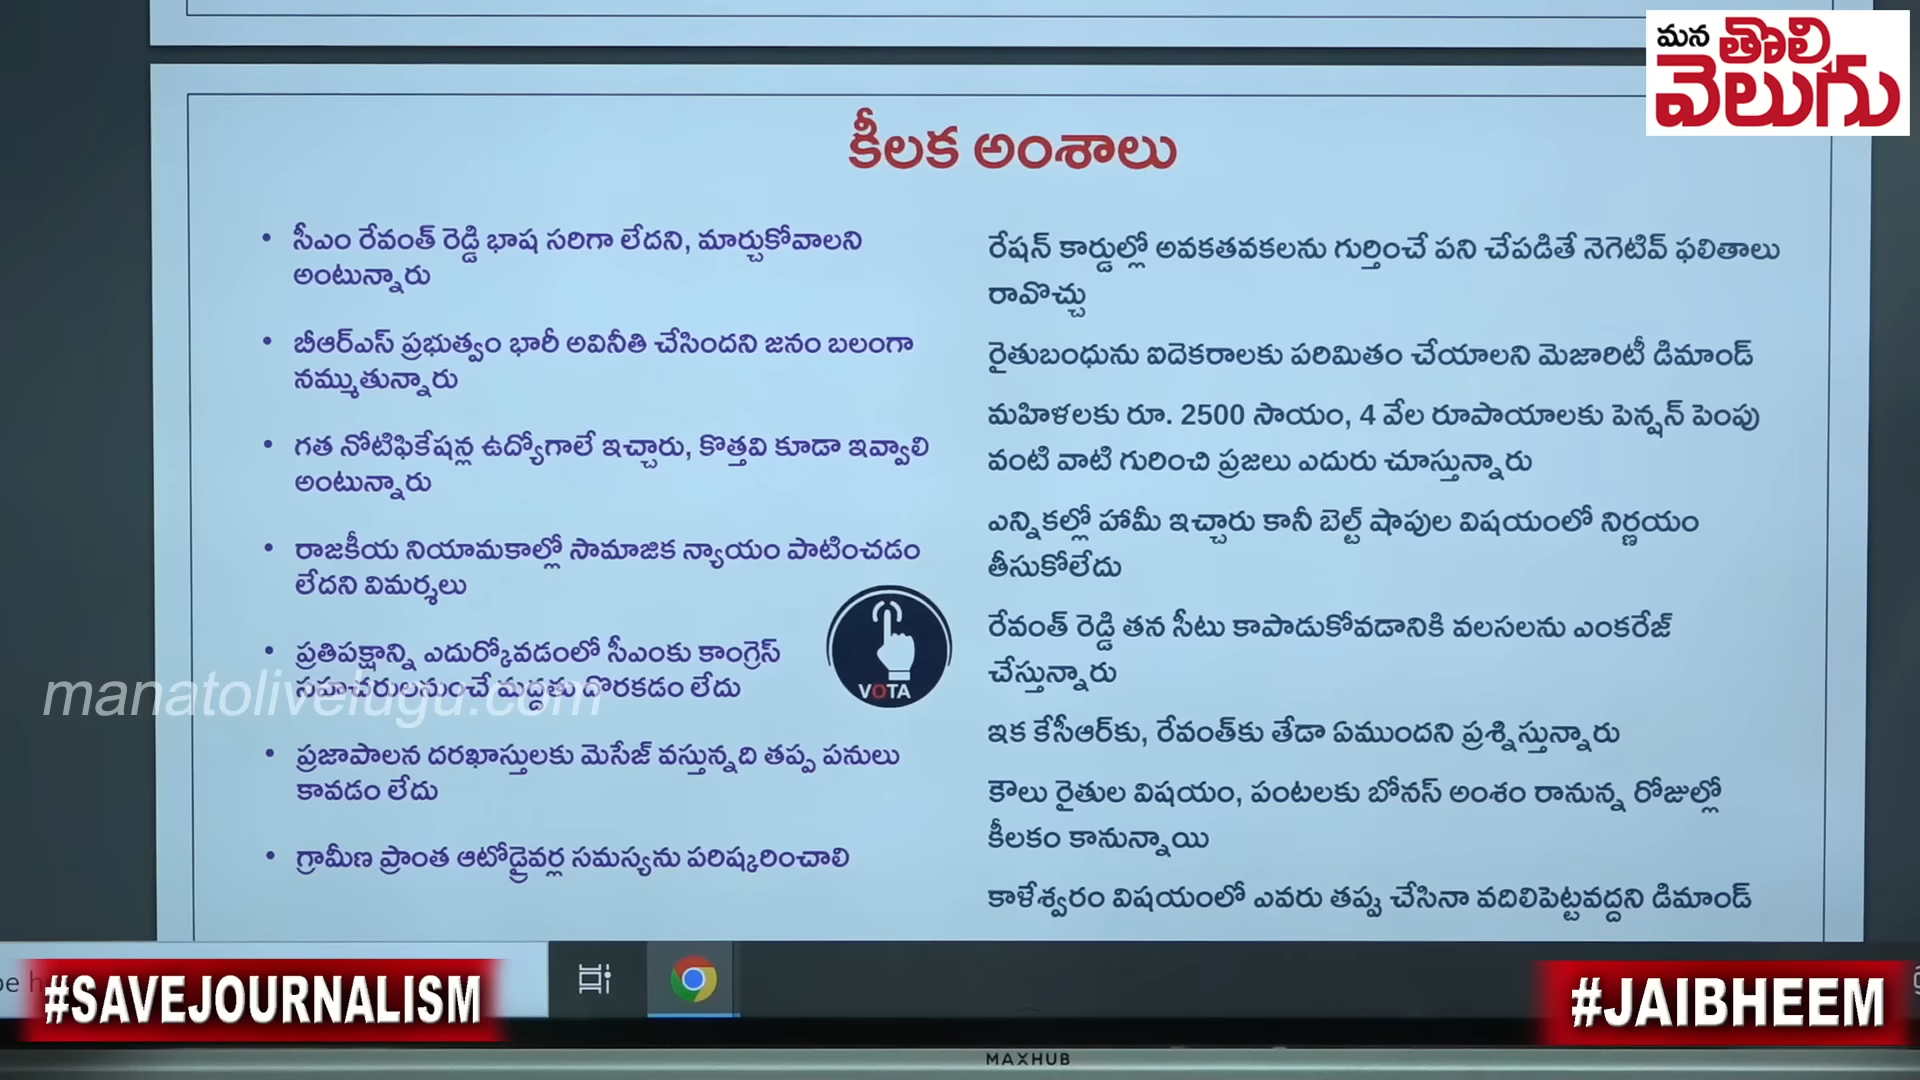 మన
తొలి
వెలుగు
కీలక అంశాలు
• సీఎం రేవంత్ రెడ్డి భాష సరిగా లేదని, మార్చుకోవాలని
అంటున్నారు
• బీఆర్ఎస్ ప్రభుత్వం భారీ అవినీతి చేసిందని జనం బలంగా
నమ్ముతున్నారు
• గత నోటిఫికేషన్ల ఉద్యోగాలే ఇచ్చారు, కొత్తవి కూడా ఇవ్వాలి
అంటున్నారు
• రాజకీయ నియామకాల్లో సామాజిక న్యాయం పాటించడం
లేదని విమర్శలు
• ప్రతిపక్షాన్ని ఎదుర్కోవడంలో సీఎంకు కాంగ్రెస్
సహచరులనుంచే మద్దతు దొరకడం లేదు
• ప్రజాపాలన దరఖాస్తులకు మెసేజ్ వస్తున్నది తప్ప పనులు
కావడం లేదు
• గ్రామీణ ప్రాంత ఆటోడ్రైవర్ల సమస్యను పరిష్కరించాలి
రేషన్ కార్డుల్లో అవకతవకలను గుర్తించే పని చేపడితే నెగెటివ్ ఫలితాలు
రావొచ్చు
రైతుబంధును ఐదెకరాలకు పరిమితం చేయాలని మెజారిటీ డిమాండ్
మహిళలకు రూ. 2500 సాయం, 4 వేల రూపాయాలకు పెన్షన్ పెంపు
వంటి వాటి గురించి ప్రజలు ఎదురు చూస్తున్నారు
ఎన్నికల్లో హామీ ఇచ్చారు కానీ బెల్ట్ షాపుల విషయంలో నిర్ణయం
తీసుకోలేదు
రేవంత్ రెడ్డి తన సీటు కాపాడుకోవడానికి వలసలను ఎంకరేజ్
చేస్తున్నారు
ఇక కేసీఆర్‌కు, రేవంత్‌కు తేడా ఏముందని ప్రశ్నిస్తున్నారు
కౌలు రైతుల విషయం, పంటలకు బోనస్ అంశం రానున్న రోజుల్లో
కీలకం కానున్నాయి
కాళేశ్వరం విషయంలో ఎవరు తప్పు చేసినా వదిలిపెట్టవద్దని డిమాండ్
VOTA
manatolivelugu.com
#SAVEJOURNALISM
#JAIBHEEM
MAXHUB